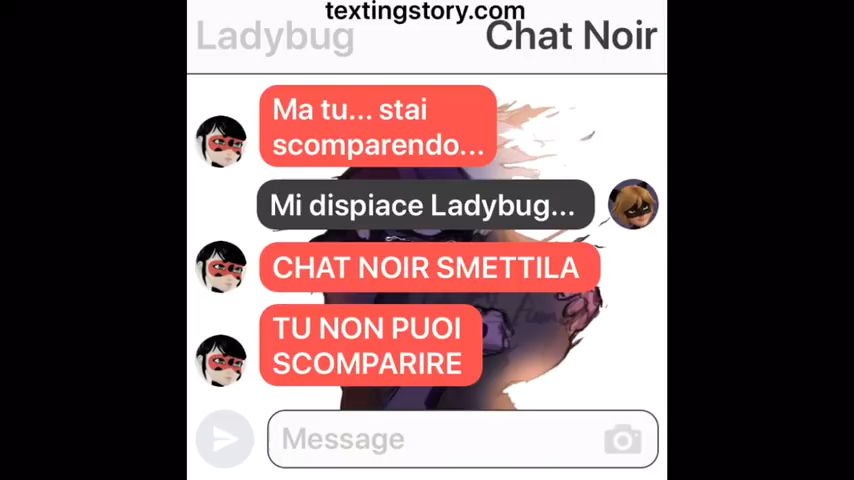 textingstory.com
Ladybug
Chat Noir
Ma tu... stai
scomparendo...
Mi dispiace Ladybug...
CHAT NOIR SMETTILA
TU NON PUOI
SCOMPARIRE
Message